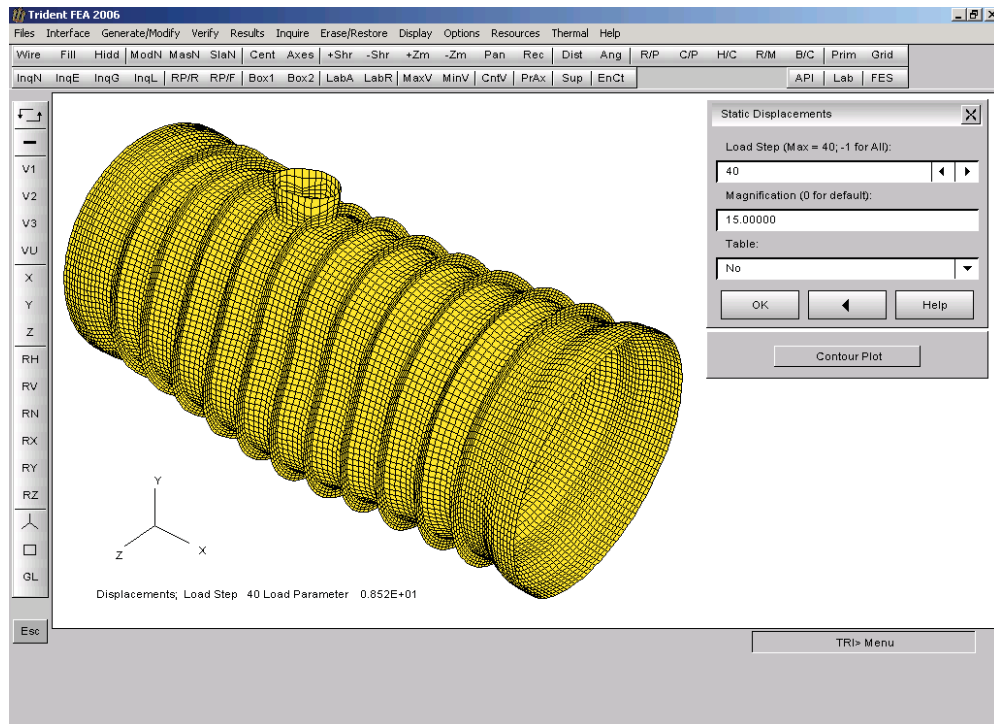 Trident FEA 2006
Files Interface Generate/Modify Verify Results Inquire Erase/Restore Display Options Resources Thermal Help
Wire Fill Hidd ModN MasN SlaN Cent Axes +Shr -Shr +Zm -Zm Pan Rec Dist Ang R/P C/P H/C R/M B/C Prim Grid
InqN InqE InqG InqL RP/R RP/F Box1 Box2 LabA LabR MaxV MinV CntV PrAx Sup EnCt API Lab FES
V1
V2
V3
VU
X
Y
Z
RH
RV
RN
RX
RY
RZ
GL
Esc
Static Displacements
Load Step (Max = 40; -1 for All):
40
Magnification (0 for default):
15.00000
Table:
No
OK Help
Contour Plot
Y
Z X
Displacements; Load Step 40 Load Parameter 0.852E+01
TRI> Menu